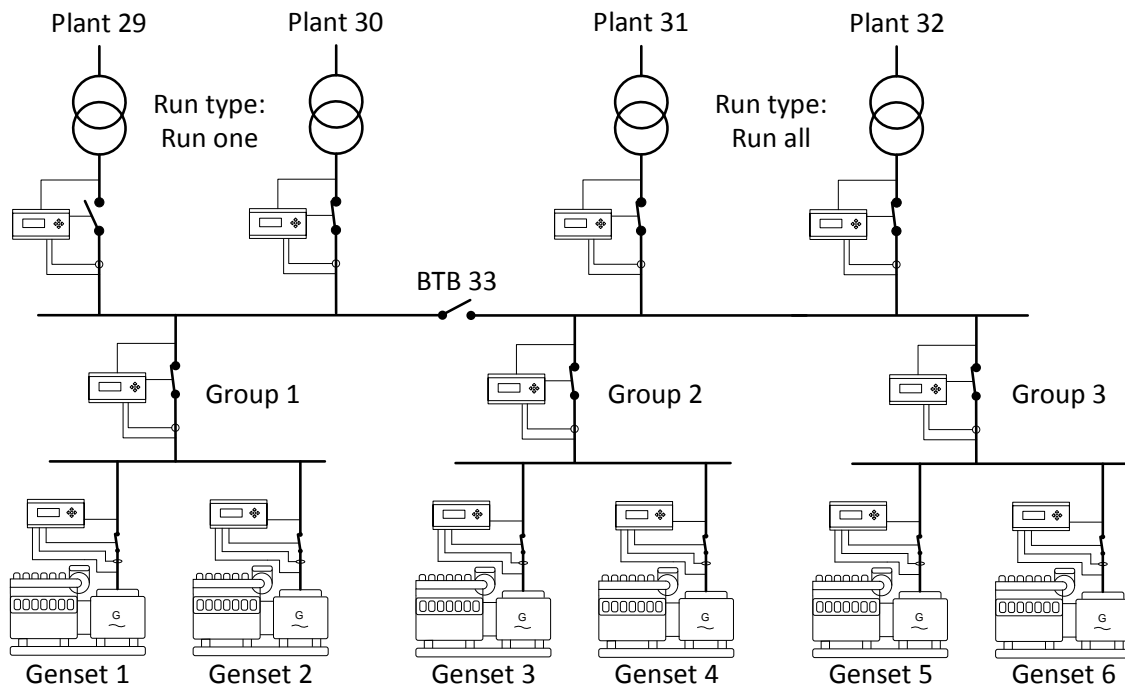 Plant 29
Plant 30
Plant 31
Plant 32
Run type:
Run one
Run type:
Run all
BTB 33
Group 1
Group 2
Group 3
G
G
G
G
G
G
Genset 1
Genset 2
Genset 3
Genset 4
Genset 5
Genset 6